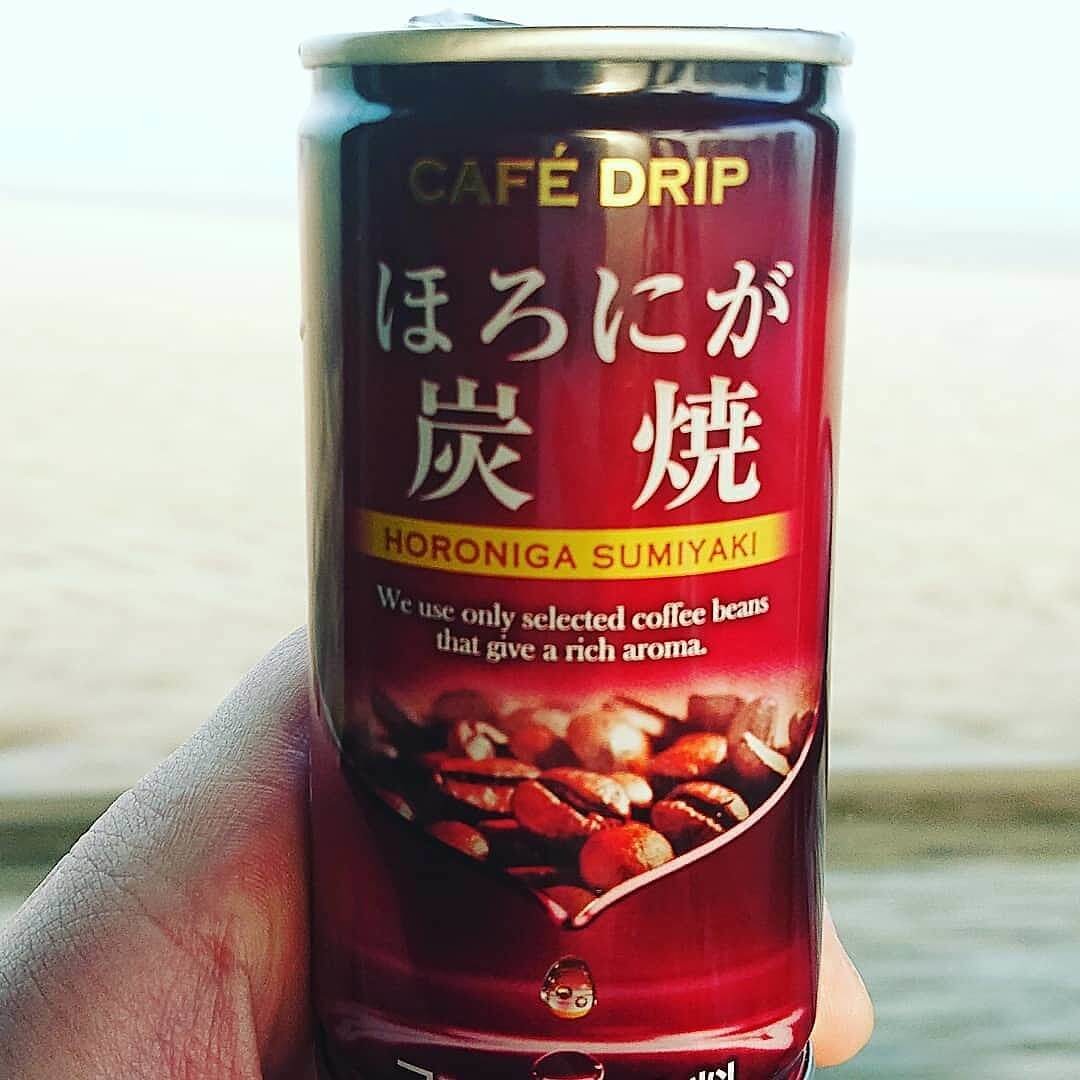 CAFÉ DRIP
ほろにが
炭 焼
HORONIGA SUMIYAKI
We use only selected coffee beans
that give a rich aroma.